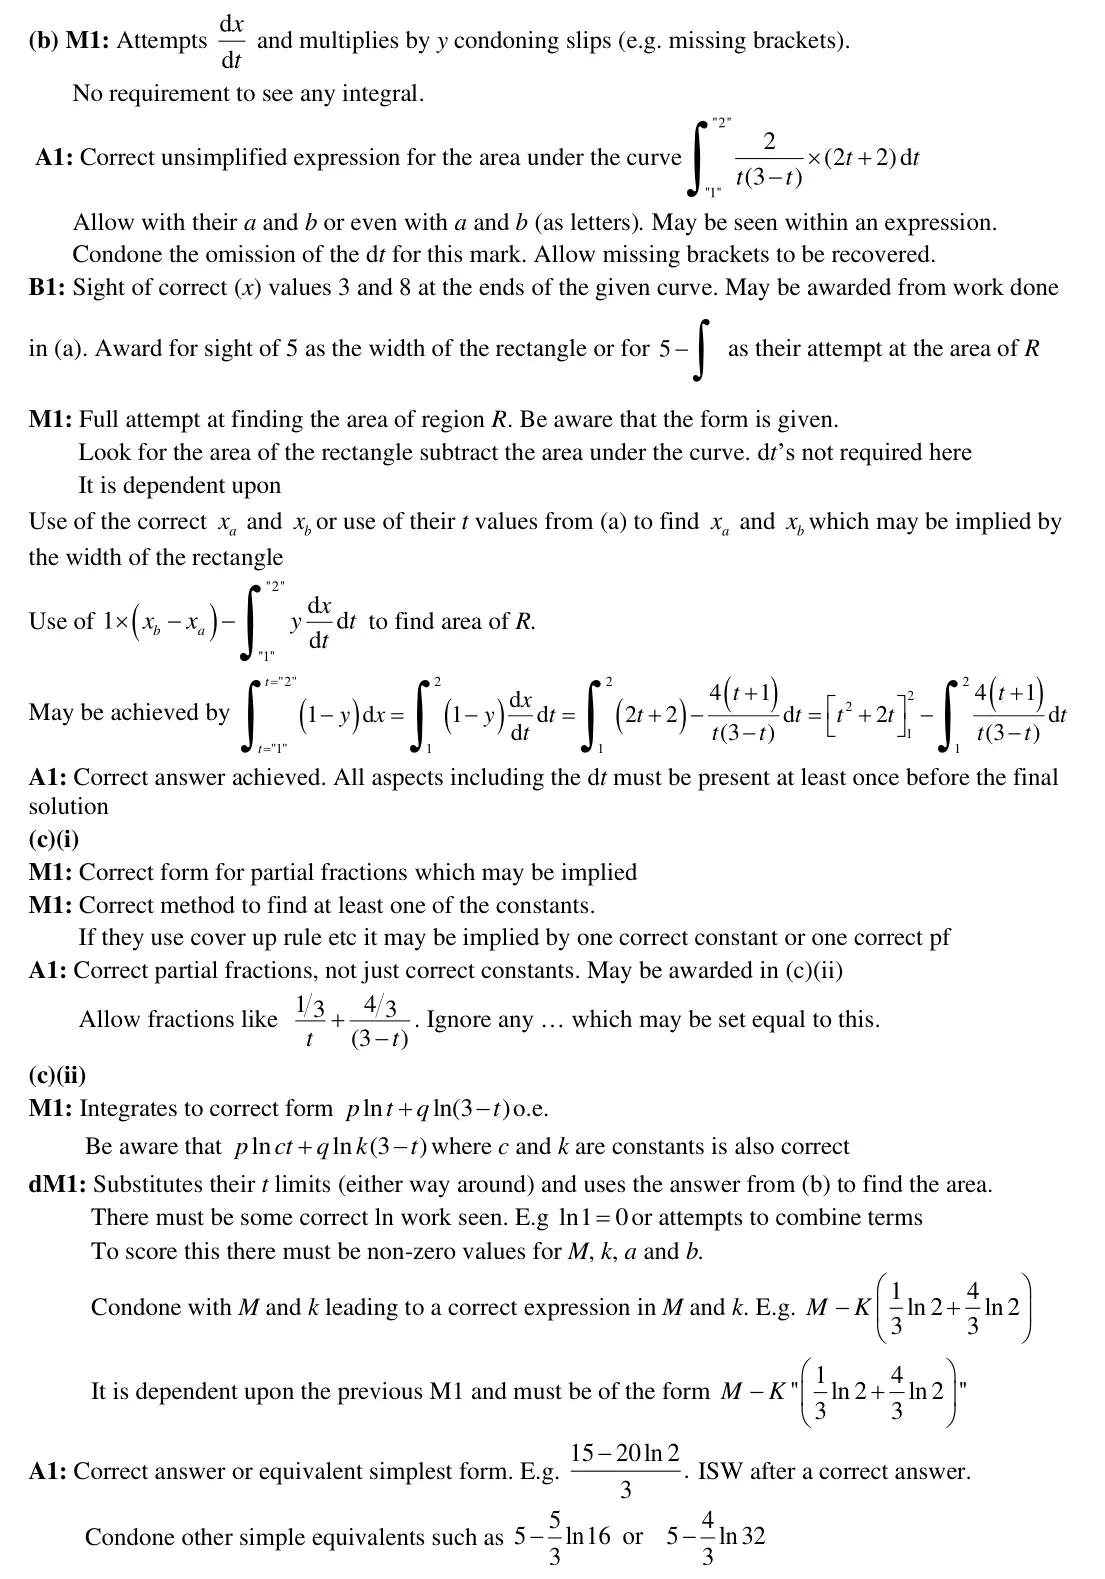 (b) M1: Attempts dx/dt and multiplies by y condoning slips (e.g. missing brackets).
No requirement to see any integral.
A1: Correct unsimplified expression for the area under the curve ∫_{"1"}^{"2"} 2/(t(3−t)) × (2t + 2) dt
Allow with their a and b or even with a and b (as letters). May be seen within an expression.
Condone the omission of the dt for this mark. Allow missing brackets to be recovered.
B1: Sight of correct (x) values 3 and 8 at the ends of the given curve. May be awarded from work done
in (a). Award for sight of 5 as the width of the rectangle or for 5 − ∫ as their attempt at the area of R
M1: Full attempt at finding the area of region R. Be aware that the form is given.
Look for the area of the rectangle subtract the area under the curve. dt's not required here
It is dependent upon
Use of the correct x_a and x_b or use of their t values from (a) to find x_a and x_b which may be implied by
the width of the rectangle
Use of 1×(x_b − x_a) − ∫_{"1"}^{"2"} y dx/dt dt to find area of R.
May be achieved by ∫_{t="1"}^{t="2"} (1−y)dx = ∫_1^2 (1−y) dx/dt dt = ∫_1^2 (2t+2) − 4(t+1)/(t(3−t)) dt = [t² + 2t]_1^2 − ∫_1^2 4(t+1)/(t(3−t)) dt
A1: Correct answer achieved. All aspects including the dt must be present at least once before the final
solution
(c)(i)
M1: Correct form for partial fractions which may be implied
M1: Correct method to find at least one of the constants.
If they use cover up rule etc it may be implied by one correct constant or one correct pf
A1: Correct partial fractions, not just correct constants. May be awarded in (c)(ii)
Allow fractions like (1/3)/t + (4/3)/(3−t). Ignore any … which may be set equal to this.
(c)(ii)
M1: Integrates to correct form p ln t + q ln(3−t) o.e.
Be aware that p ln ct + q ln k(3−t) where c and k are constants is also correct
dM1: Substitutes their t limits (either way around) and uses the answer from (b) to find the area.
There must be some correct ln work seen. E.g ln1 = 0 or attempts to combine terms
To score this there must be non-zero values for M, k, a and b.
Condone with M and k leading to a correct expression in M and k. E.g. M − K(1/3 ln 2 + 4/3 ln 2)
It is dependent upon the previous M1 and must be of the form M − K"(1/3 ln 2 + 4/3 ln 2)"
A1: Correct answer or equivalent simplest form. E.g. (15 − 20 ln 2)/3. ISW after a correct answer.
Condone other simple equivalents such as 5 − 5/3 ln 16 or 5 − 4/3 ln 32